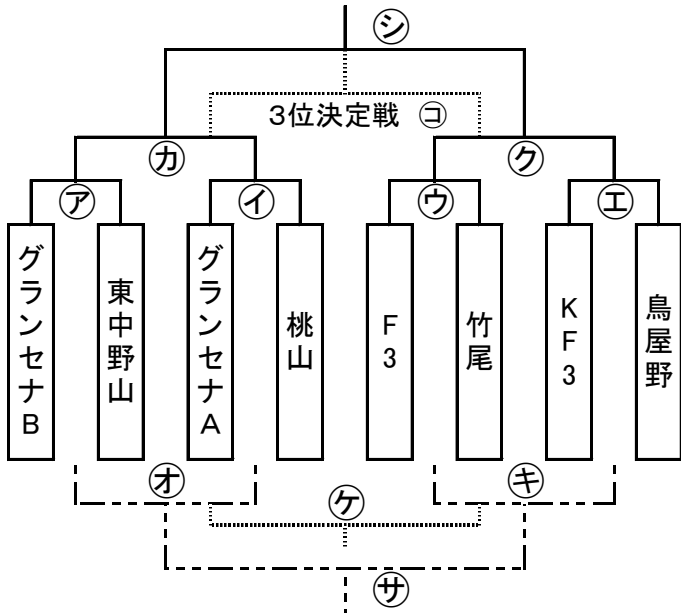 ㋛
3位決定戦 ㋙
㋕
㋗
㋐
㋑
㋒
㋓
グランセナB
東中野山
グランセナA
桃山
F3
竹尾
KF3
鳥屋野
㋔
㋘
㋖
㋚